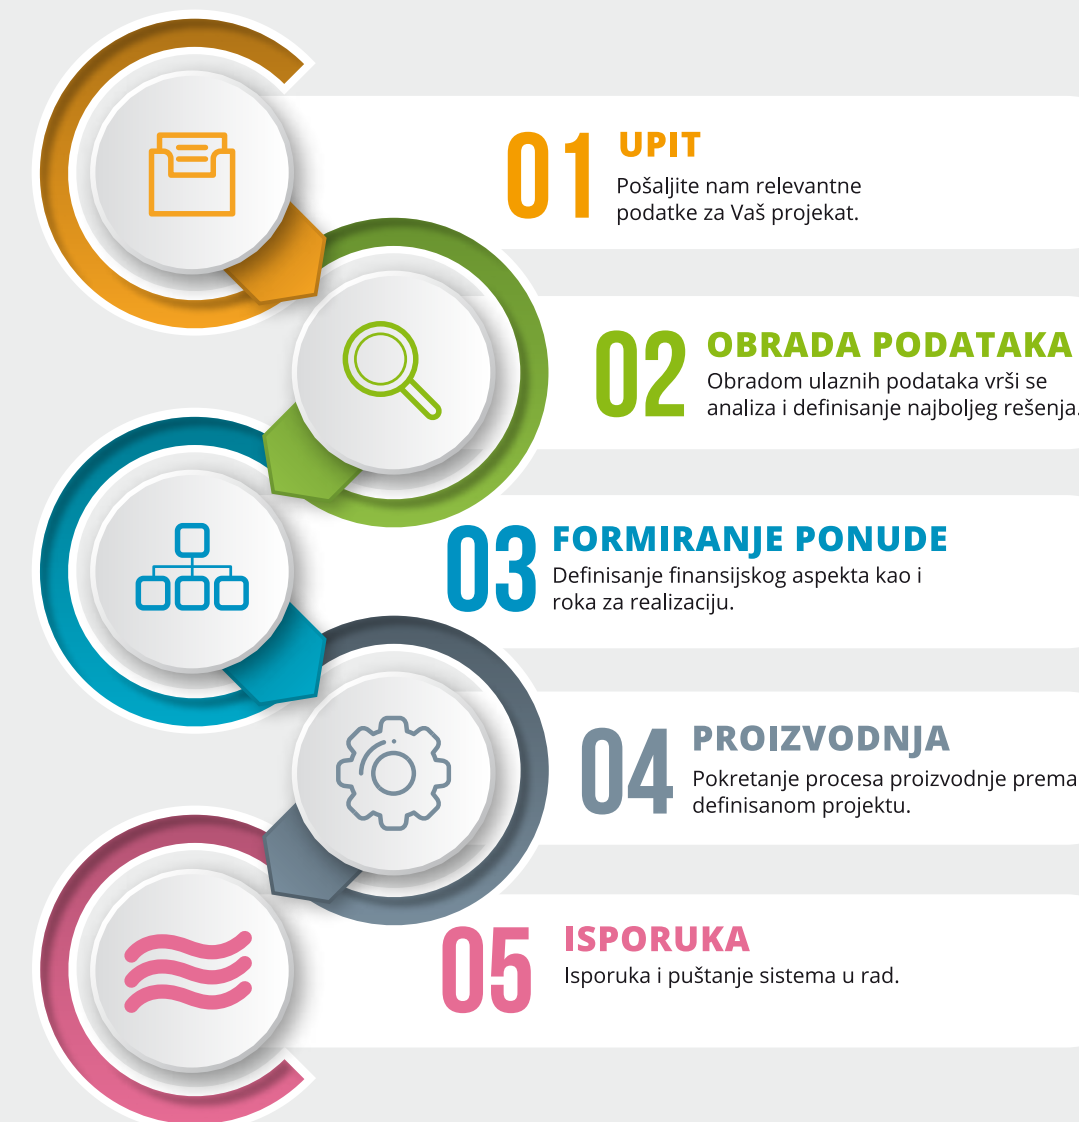 01 UPIT
Pošaljite nam relevantne
podatke za Vaš projekat.
02 OBRADA PODATAKA
Obradom ulaznih podataka vrši se
analiza i definisanje najboljeg rešenja.
03 FORMIRANJE PONUDE
Definisanje finansijskog aspekta kao i
roka za realizaciju.
04 PROIZVODNJA
Pokretanje procesa proizvodnje prema
definisanom projektu.
05 ISPORUKA
Isporuka i puštanje sistema u rad.